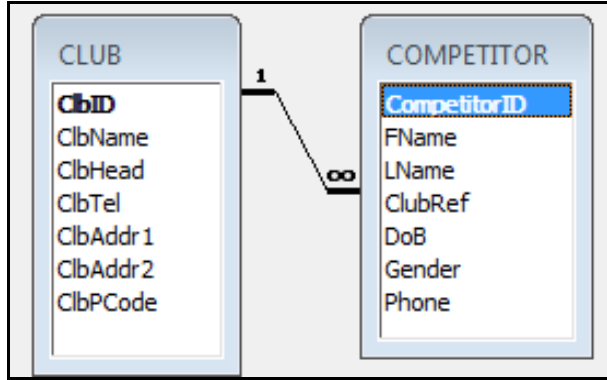 CLUB
ClbID
ClbName
ClbHead
ClbTel
ClbAddr1
ClbAddr2
ClbPCode
1
∞
COMPETITOR
CompetitorID
FName
LName
ClubRef
DoB
Gender
Phone